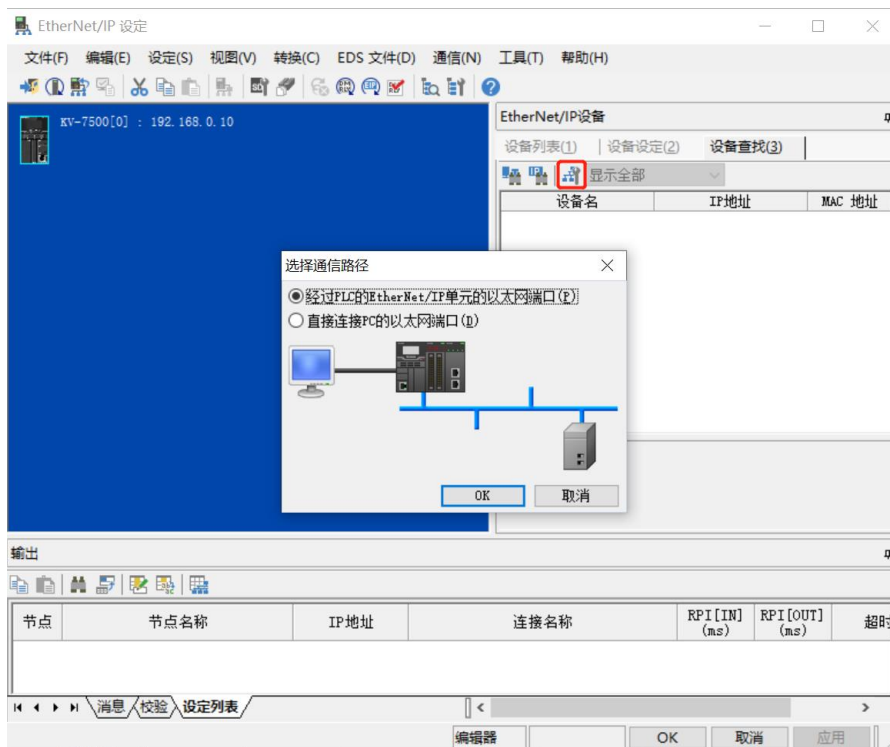 EtherNet/IP 设定
文件(F) 编辑(E) 设定(S) 视图(V) 转换(C) EDS 文件(D) 通信(N) 工具(T) 帮助(H)
KV-7500[0] : 192.168.0.10
EtherNet/IP设备
设备列表(1) 设备设定(2) 设备查找(3)
显示全部
设备名 IP地址 MAC 地址
选择通信路径
经过PLC的EtherNet/IP单元的以太网端口(P)
直接连接PC的以太网端口(D)
OK 取消
输出
节点 节点名称 IP地址 连接名称 RPI[IN] (ms) RPI[OUT] (ms) 超时
消息 校验 设定列表
编辑器 OK 取消 应用